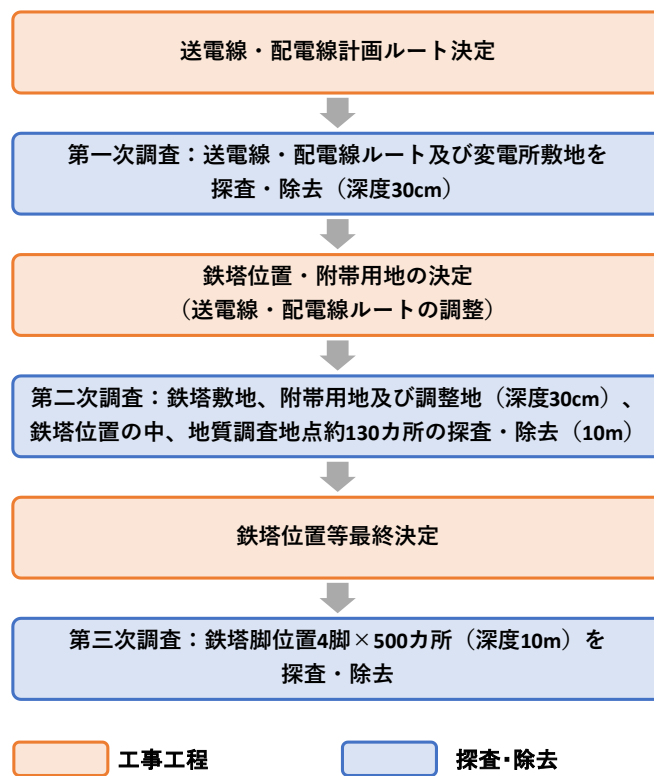 送電線・配電線計画ルート決定
第一次調査：送電線・配電線ルート及び変電所敷地を
探査・除去（深度30cm）
鉄塔位置・附帯用地の決定
（送電線・配電線ルートの調整）
第二次調査：鉄塔敷地、附帯用地及び調整地（深度30cm）、
鉄塔位置の中、地質調査地点約130カ所の探査・除去（10m）
鉄塔位置等最終決定
第三次調査：鉄塔脚位置4脚×500カ所（深度10m）を
探査・除去
工事工程
探査･除去